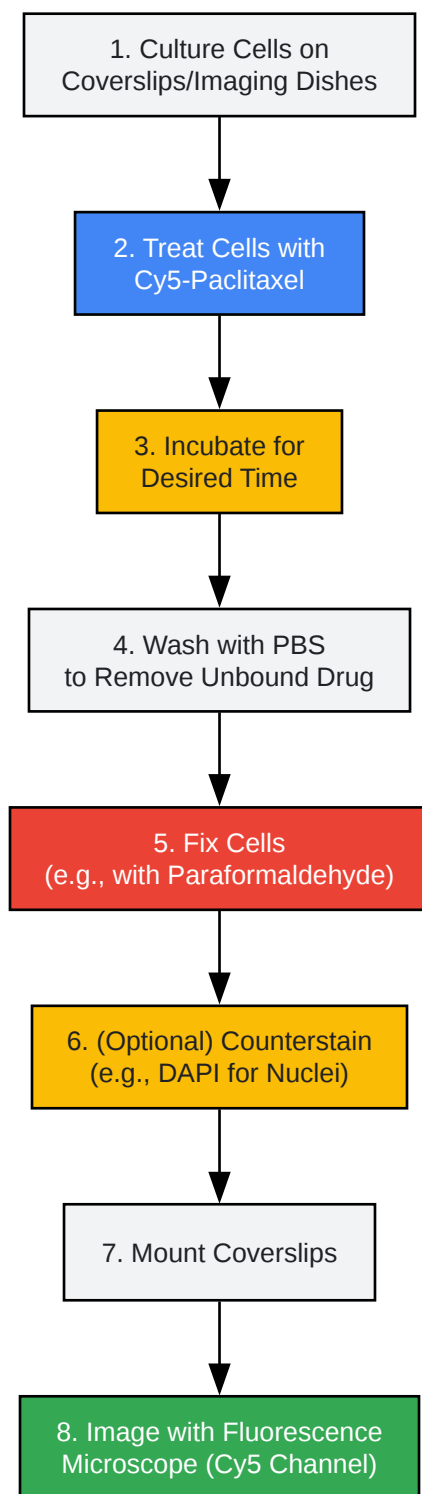 1. Culture Cells on
Coverslips/Imaging Dishes
2. Treat Cells with
Cy5-Paclitaxel
3. Incubate for
Desired Time
4. Wash with PBS
to Remove Unbound Drug
5. Fix Cells
(e.g., with Paraformaldehyde)
6. (Optional) Counterstain
(e.g., DAPI for Nuclei)
7. Mount Coverslips
8. Image with Fluorescence
Microscope (Cy5 Channel)